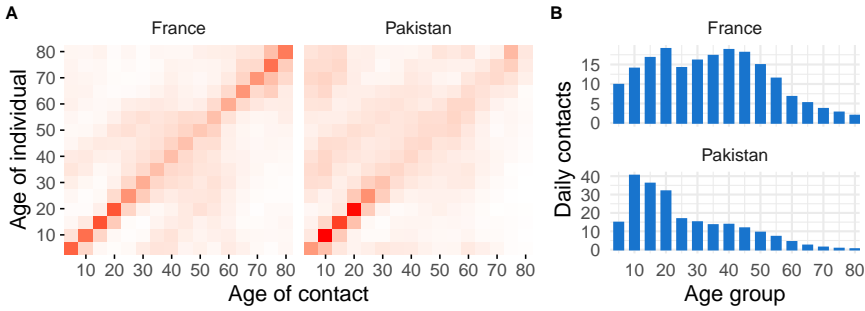 A
France
Pakistan
Age of individual
80
70
60
50
40
30
20
10
10 20 30 40 50 60 70 80
10 20 30 40 50 60 70 80
Age of contact
B
France
Daily contacts
15
10
5
0
Pakistan
40
30
20
10
0
10 20 30 40 50 60 70 80
Age group